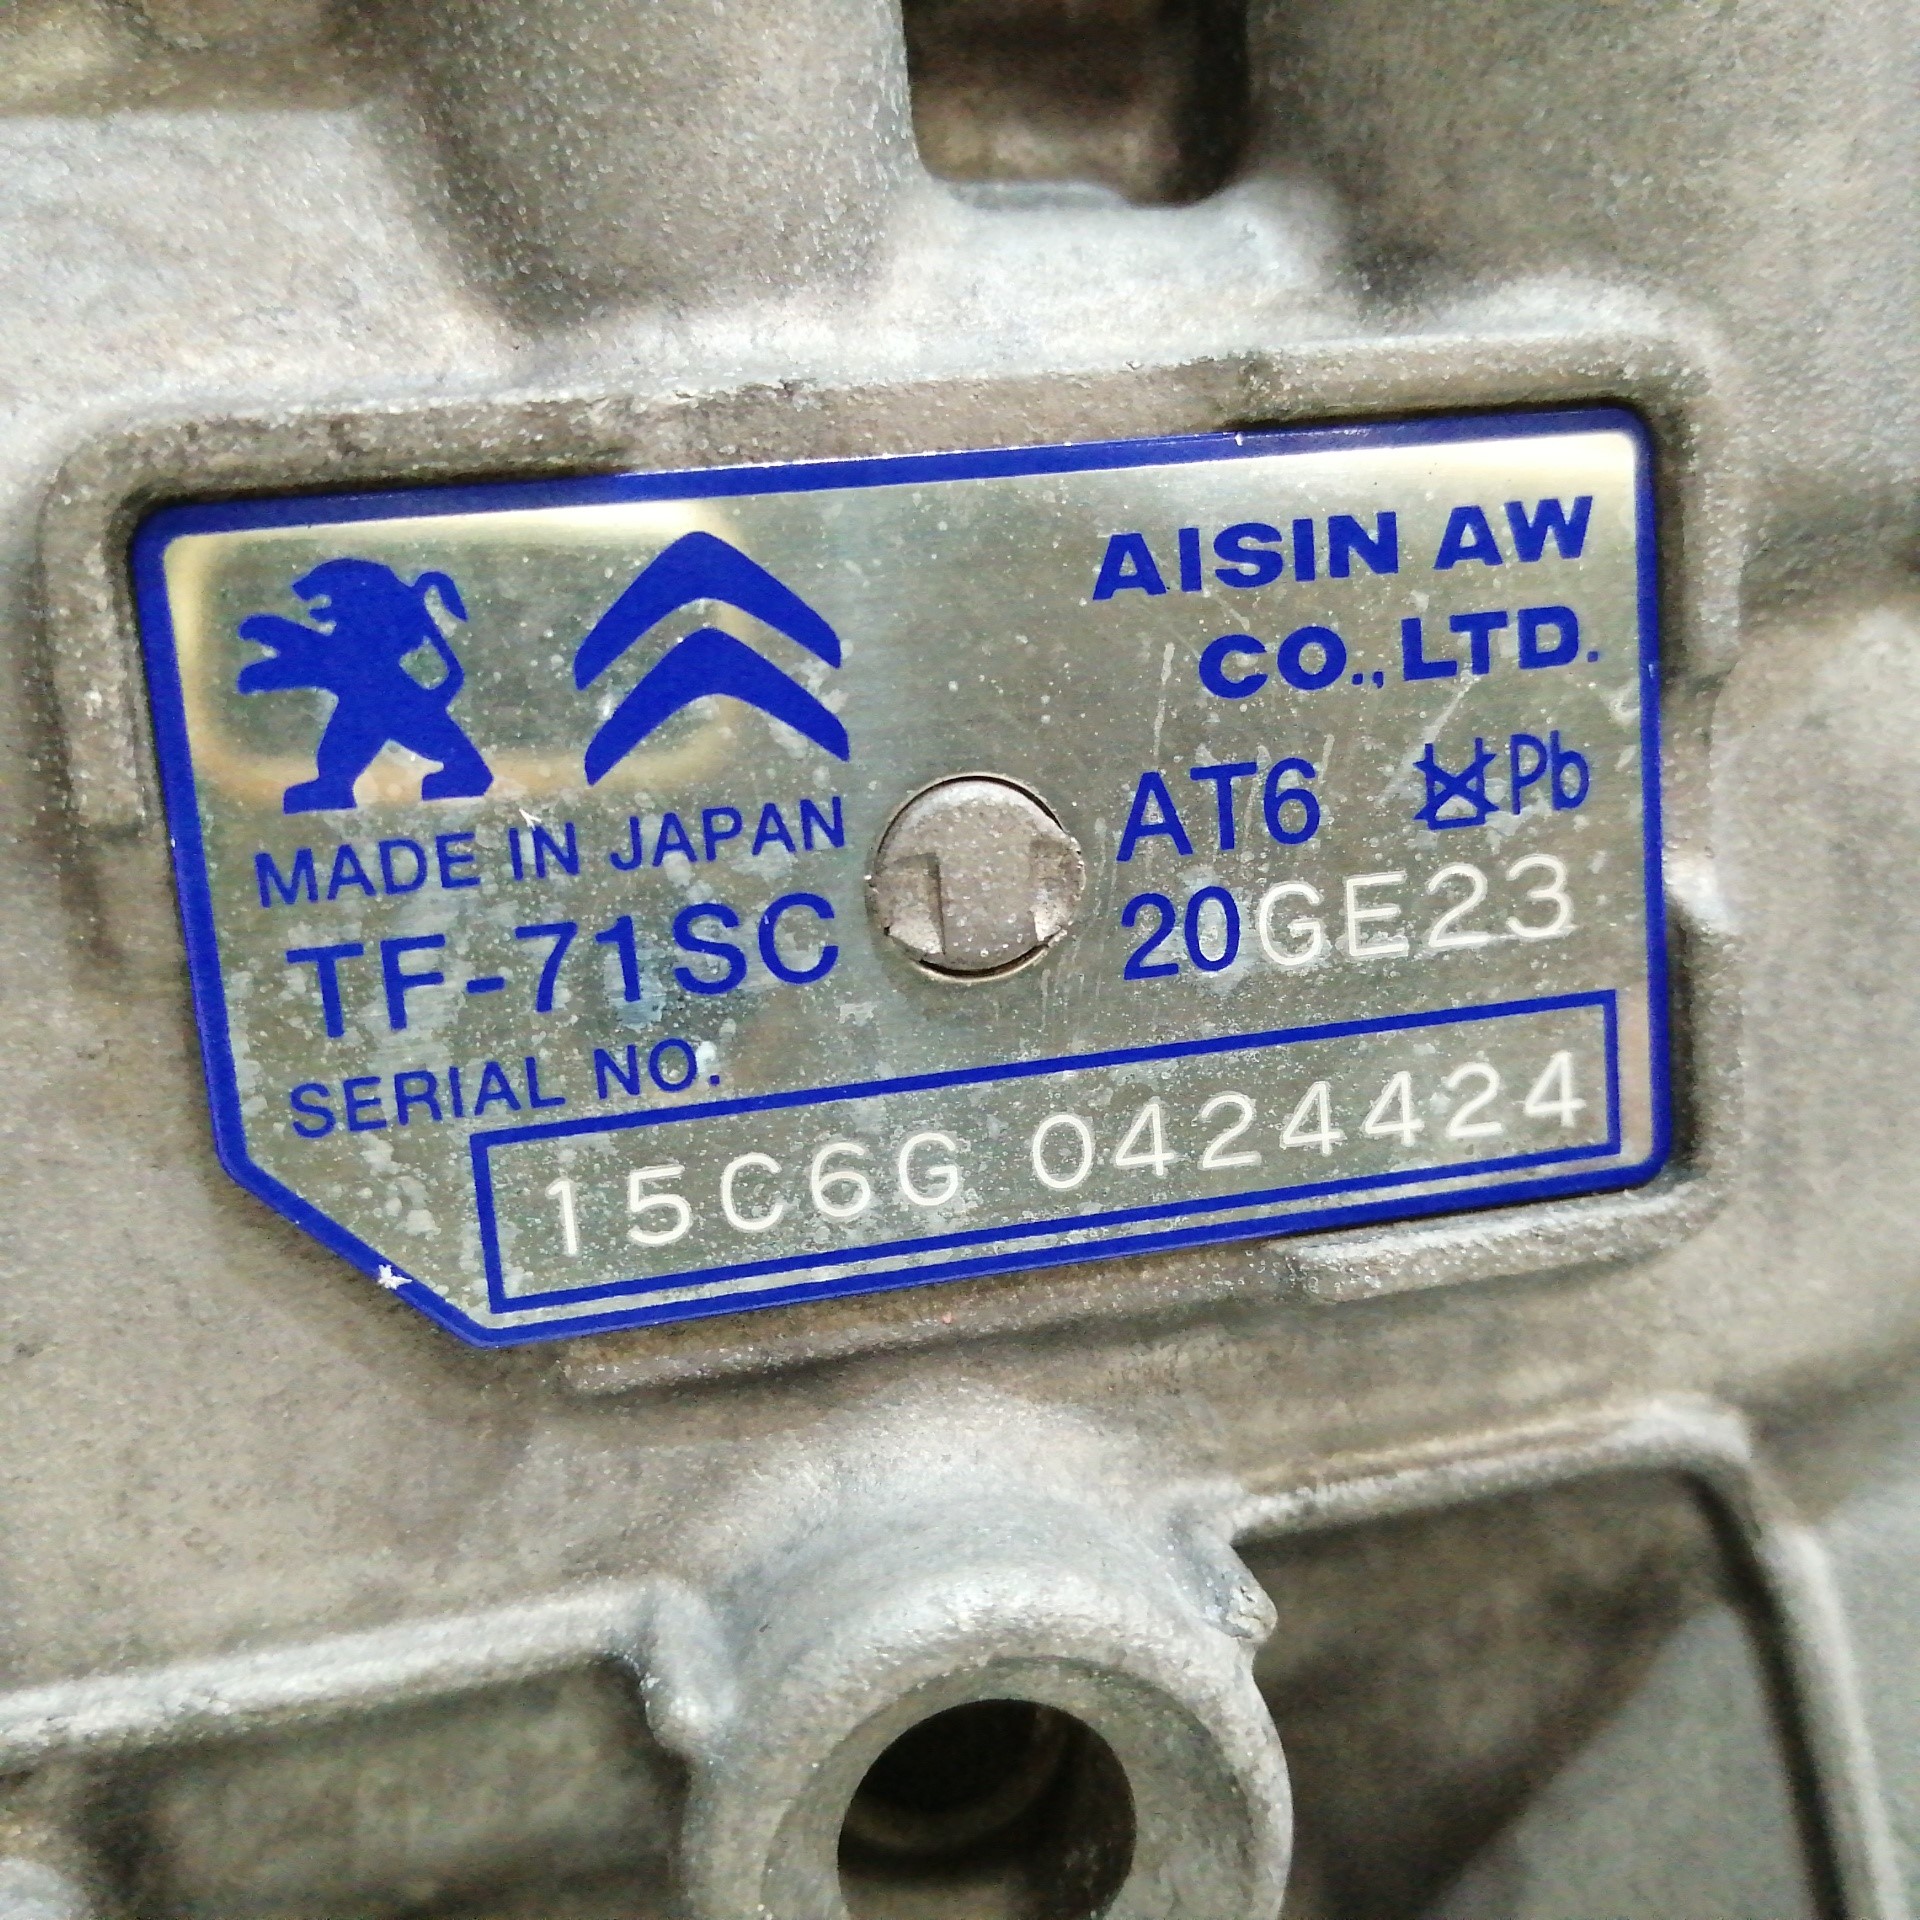 AISIN AW
CO.,LTD.
MADE IN JAPAN
AT6 Pb
TF-71SC
20GE23
SERIAL NO.
15C6G 0424424